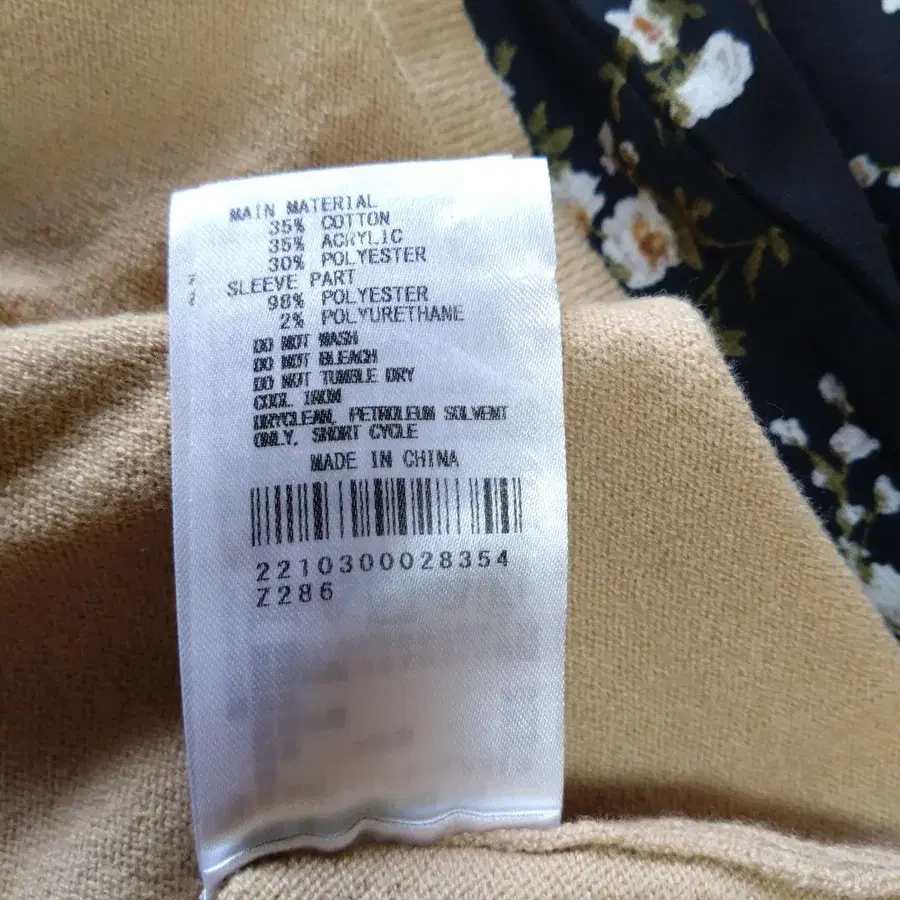 MAIN MATERIAL
35% COTTON
35% ACRYLIC
30% POLYESTER
SLEEVE PART
98% POLYESTER
2% POLYURETHANE
DO NOT WASH
DO NOT BLEACH
DO NOT TUMBLE DRY
COOL IRON
DRYCLEAN, PETROLEUM SOLVENT
ONLY, SHORT CYCLE
MADE IN CHINA
2210300028354
Z286